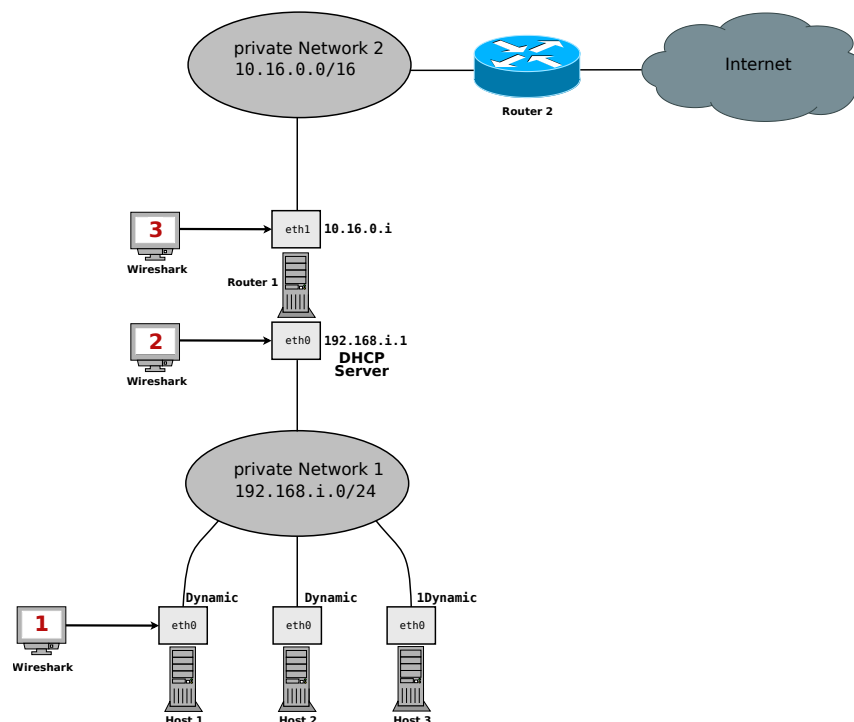 private Network 2
10.16.0.0/16
Internet
Router 2
3
eth1
10.16.0.i
Wireshark
Router 1
2
eth0
192.168.i.1
DHCP
Server
Wireshark
private Network 1
192.168.i.0/24
Dynamic
Dynamic
1Dynamic
1
eth0
eth0
eth0
Wireshark
Host 1
Host 2
Host 3